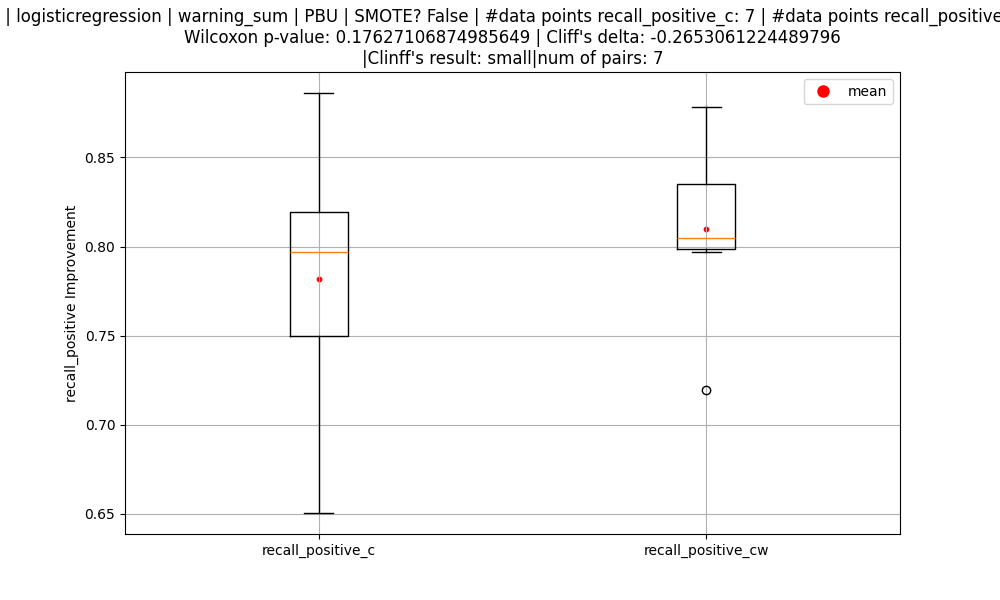 | logisticregression | warning_sum | PBU | SMOTE? False | #data points recall_positive_c: 7 | #data points recall_positive
Wilcoxon p-value: 0.17627106874985649 | Cliff's delta: -0.2653061224489796
|Clinff's result: small|num of pairs: 7
mean
0.85
0.80
0.75
0.70
0.65
recall_positive Improvement
recall_positive_c
recall_positive_cw